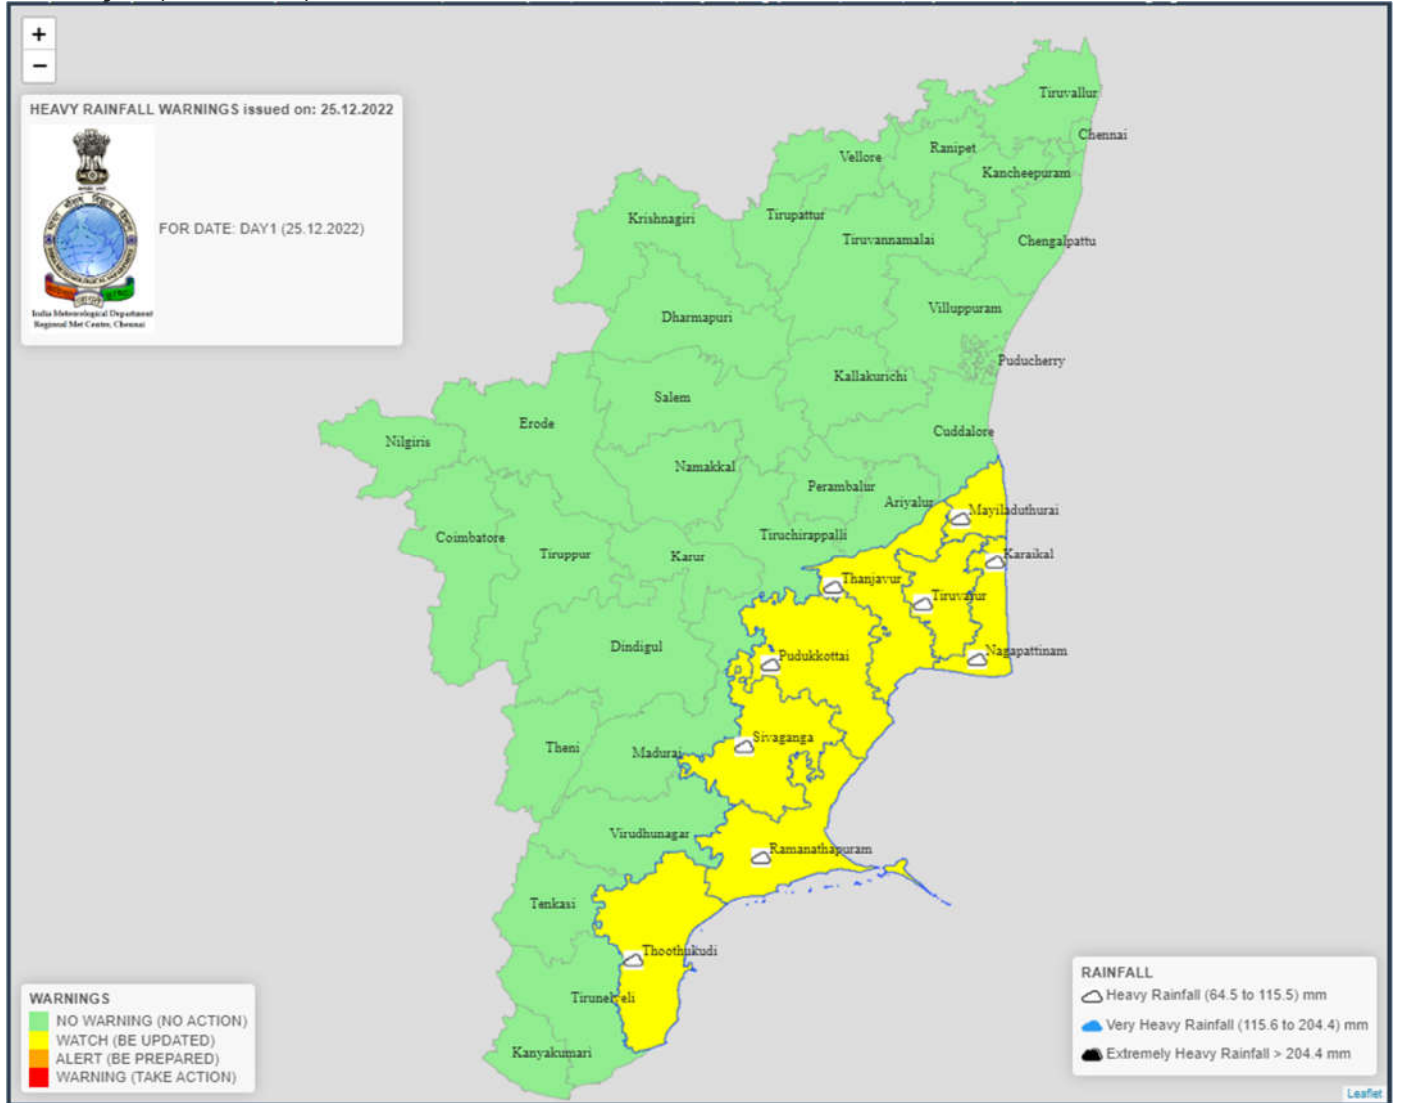 +
−
HEAVY RAINFALL WARNINGS issued on: 25.12.2022
FOR DATE: DAY1 (25.12.2022)
India Meteorological Department
Regional Met Centre, Chennai
Tiruvallur
Chennai
Ranipet
Vellore
Kancheepuram
Krishnagiri
Tirupattur
Tiruvannamalai
Chengalpattu
Villuppuram
Dharmapuri
Puducherry
Kallakurichi
Salem
Erode
Cuddalore
Nilgiris
Namakkal
Perambalur
Ariyalur
Mayiladuthurai
Tiruchirappalli
Coimbatore
Tiruppur
Karur
Karaikal
Thanjavur
Tiruvarur
Dindigul
Nagapattinam
Pudukkottai
Sivaganga
Theni
Madurai
Virudhunagar
Ramanathapuram
Tenkasi
Thoothukudi
Tirunelveli
Kanyakumari
WARNINGS
NO WARNING (NO ACTION)
WATCH (BE UPDATED)
ALERT (BE PREPARED)
WARNING (TAKE ACTION)
RAINFALL
Heavy Rainfall (64.5 to 115.5) mm
Very Heavy Rainfall (115.6 to 204.4) mm
Extremely Heavy Rainfall > 204.4 mm
Leaflet